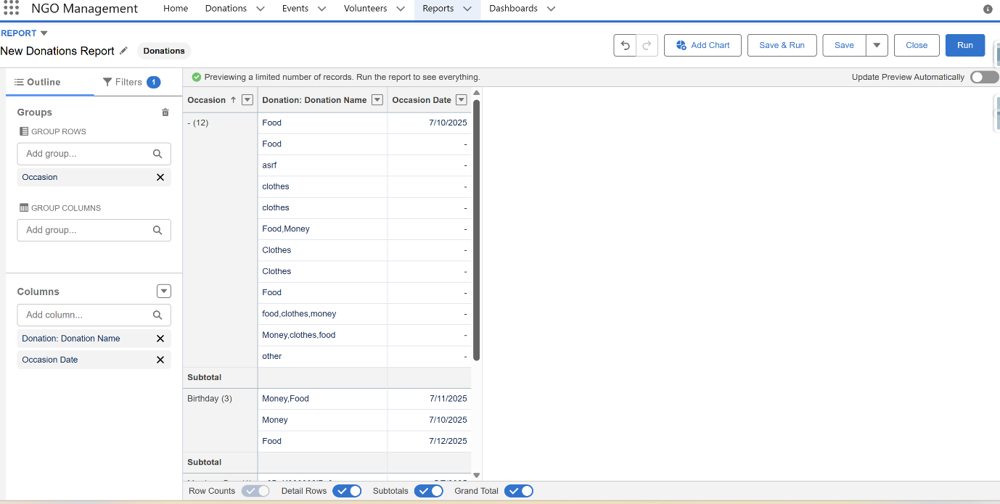 NGO Management Home Donations Events Volunteers Reports Dashboards
REPORT
New Donations Report Donations
Add Chart Save & Run Save Close Run
Outline Filters 1
Previewing a limited number of records. Run the report to see everything.
Update Preview Automatically
Groups
GROUP ROWS
Add group...
Occasion
GROUP COLUMNS
Add group...
Columns
Add column...
Donation: Donation Name
Occasion Date
Occasion Donation: Donation Name Occasion Date
- (12) Food 7/10/2025
Food -
asrf -
clothes -
clothes -
Food,Money -
Clothes -
Clothes -
Food -
food,clothes,money -
Money,clothes,food -
other -
Subtotal
Birthday (3) Money,Food 7/11/2025
Money 7/10/2025
Food 7/12/2025
Subtotal
Row Counts Detail Rows Subtotals Grand Total